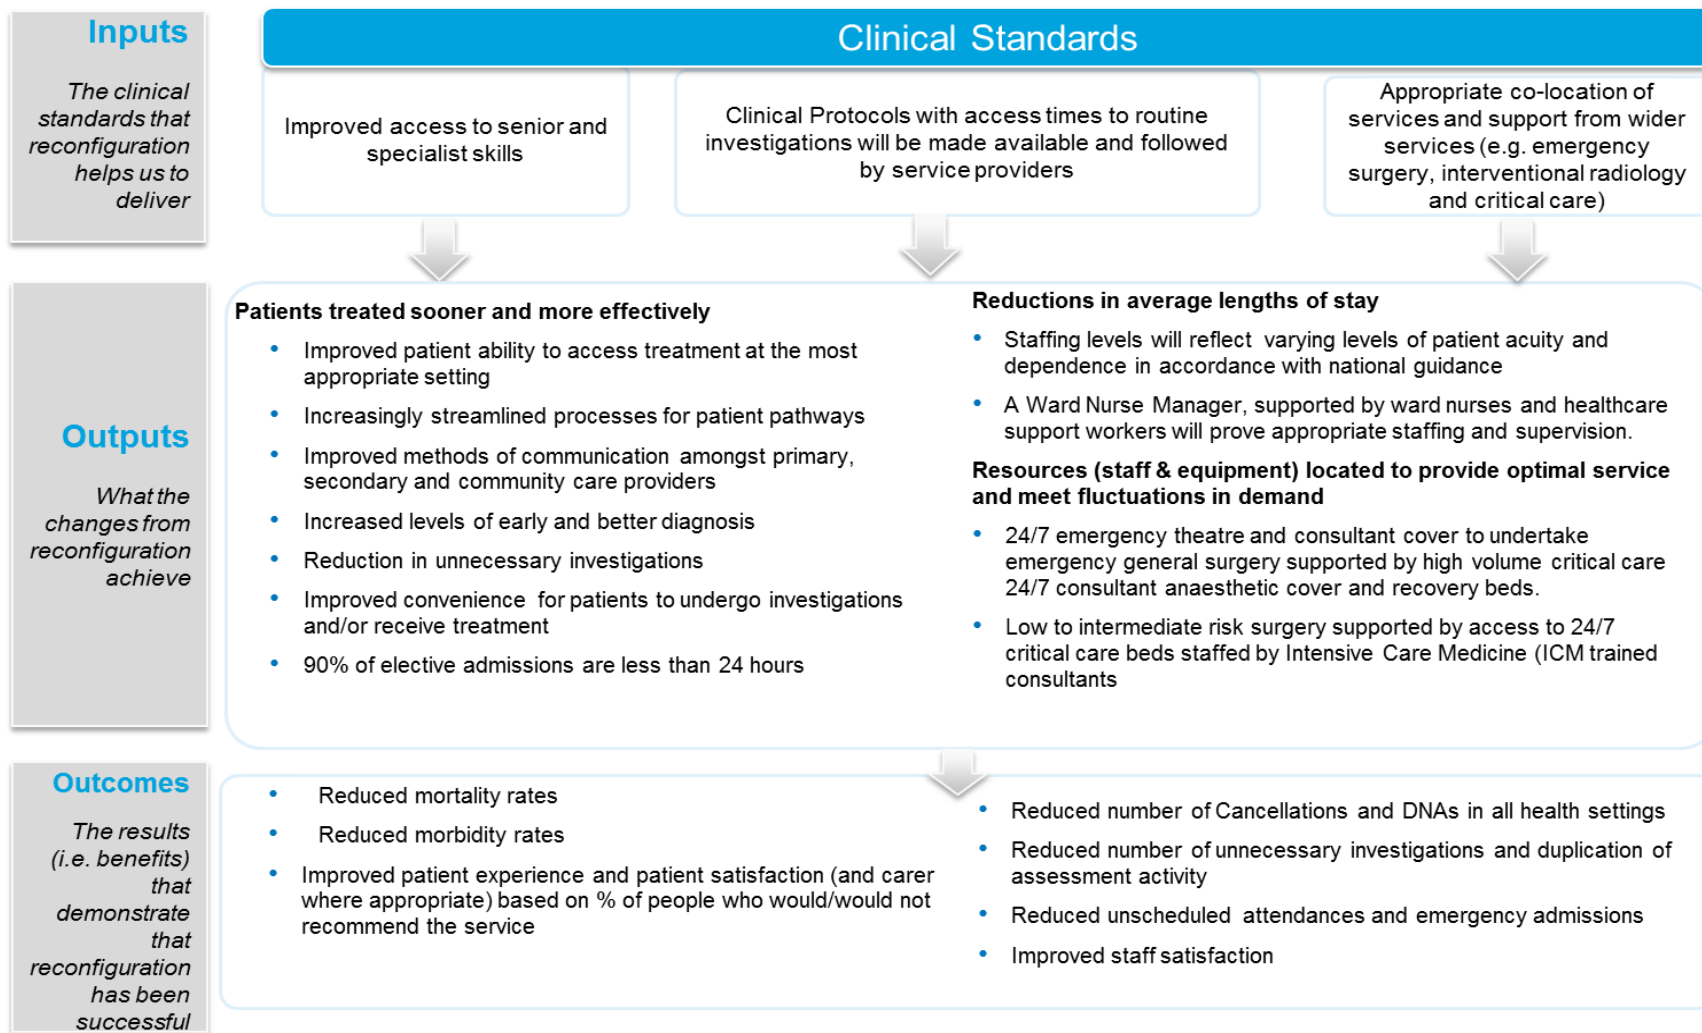 Inputs
The clinical
standards that
reconfiguration
helps us to
deliver
Clinical Standards
Improved access to senior and
specialist skills
Clinical Protocols with access times to routine
investigations will be made available and followed
by service providers
Appropriate co-location of
services and support from wider
services (e.g. emergency
surgery, interventional radiology
and critical care)
Outputs
What the
changes from
reconfiguration
achieve
Patients treated sooner and more effectively
• Improved patient ability to access treatment at the most
appropriate setting
• Increasingly streamlined processes for patient pathways
• Improved methods of communication amongst primary,
secondary and community care providers
• Increased levels of early and better diagnosis
• Reduction in unnecessary investigations
• Improved convenience for patients to undergo investigations
and/or receive treatment
• 90% of elective admissions are less than 24 hours
Reductions in average lengths of stay
• Staffing levels will reflect varying levels of patient acuity and
dependence in accordance with national guidance
• A Ward Nurse Manager, supported by ward nurses and healthcare
support workers will prove appropriate staffing and supervision.
Resources (staff & equipment) located to provide optimal service
and meet fluctuations in demand
• 24/7 emergency theatre and consultant cover to undertake
emergency general surgery supported by high volume critical care
24/7 consultant anaesthetic cover and recovery beds.
• Low to intermediate risk surgery supported by access to 24/7
critical care beds staffed by Intensive Care Medicine (ICM trained
consultants
Outcomes
The results
(i.e. benefits)
that
demonstrate
that
reconfiguration
has been
successful
• Reduced mortality rates
• Reduced morbidity rates
• Improved patient experience and patient satisfaction (and carer
where appropriate) based on % of people who would/would not
recommend the service
• Reduced number of Cancellations and DNAs in all health settings
• Reduced number of unnecessary investigations and duplication of
assessment activity
• Reduced unscheduled attendances and emergency admissions
• Improved staff satisfaction